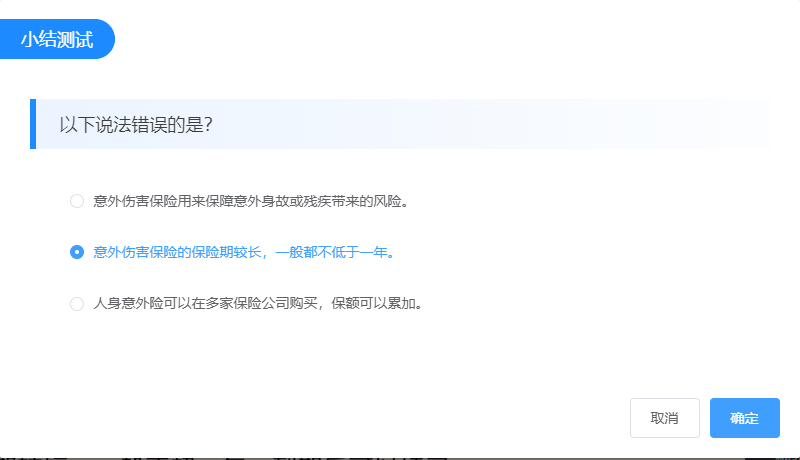 小结测试
以下说法错误的是?
意外伤害保险用来保障意外身故或残疾带来的风险。
意外伤害保险的保险期较长，一般都不低于一年。
人身意外险可以在多家保险公司购买，保额可以累加。
取消
确定